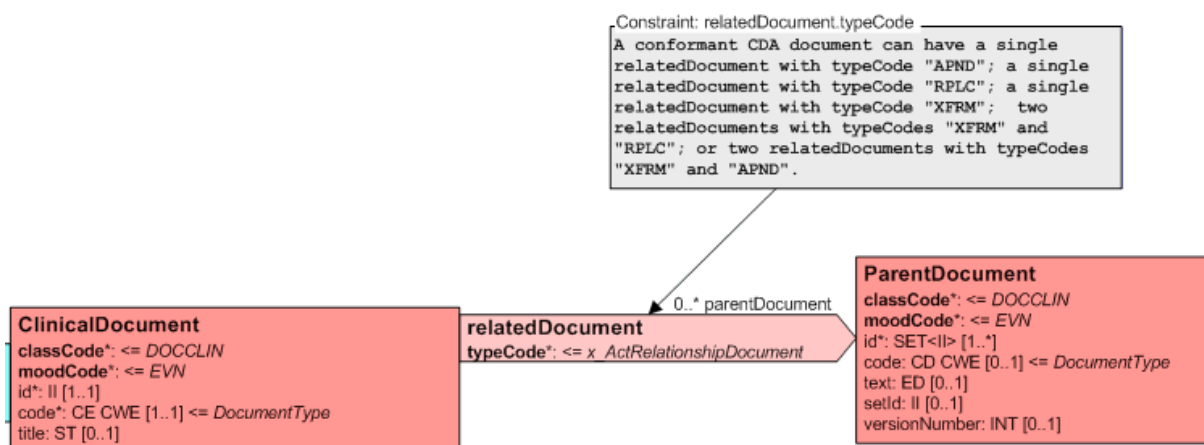 Constraint: relatedDocument.typeCode
A conformant CDA document can have a single
relatedDocument with typeCode "APND"; a single
relatedDocument with typeCode "RPLC"; a single
relatedDocument with typeCode "XFRM";  two
relatedDocuments with typeCodes "XFRM" and
"RPLC"; or two relatedDocuments with typeCodes
"XFRM" and "APND".
ClinicalDocument
classCode*: <= DOCCLIN
moodCode*: <= EVN
id*: II [1..1]
code*: CE CWE [1..1] <= DocumentType
title: ST [0..1]
0..* parentDocument
relatedDocument
typeCode*: <= x_ActRelationshipDocument
ParentDocument
classCode*: <= DOCCLIN
moodCode*: <= EVN
id*: SET<II> [1..*]
code: CD CWE [0..1] <= DocumentType
text: ED [0..1]
setId: II [0..1]
versionNumber: INT [0..1]